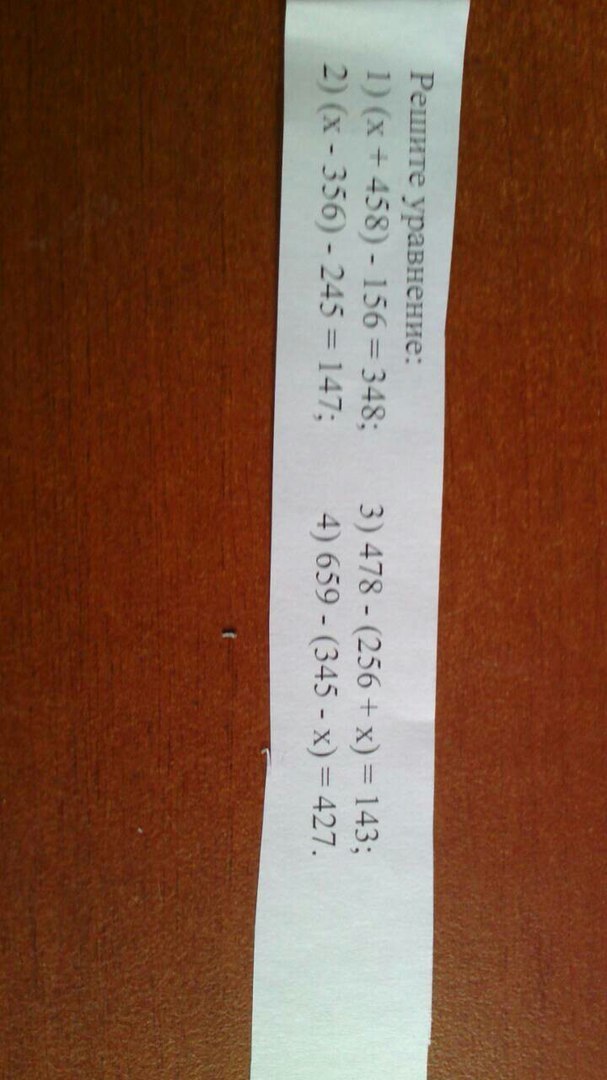 Решите уравнение:
1) (x + 458) - 156 = 348;
2) (x - 356) - 245 = 147;
3) 478 - (256 + x) = 143;
4) 659 - (345 - x) = 427.